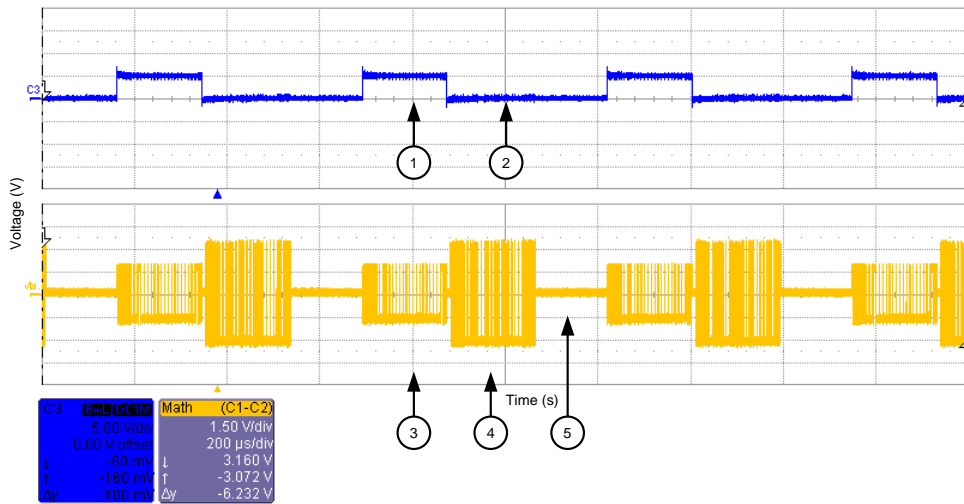 C3
1
2
Voltage (V)
Time (s)
3
4
5
C3 BwL DC1M
5.00 V/div
0.00 V offset
↓ -60 mV
↑ -160 mV
Δy -100 mV
Math (C1-C2)
1.50 V/div
200 µs/div
↓ 3.160 V
↑ -3.072 V
Δy -6.232 V